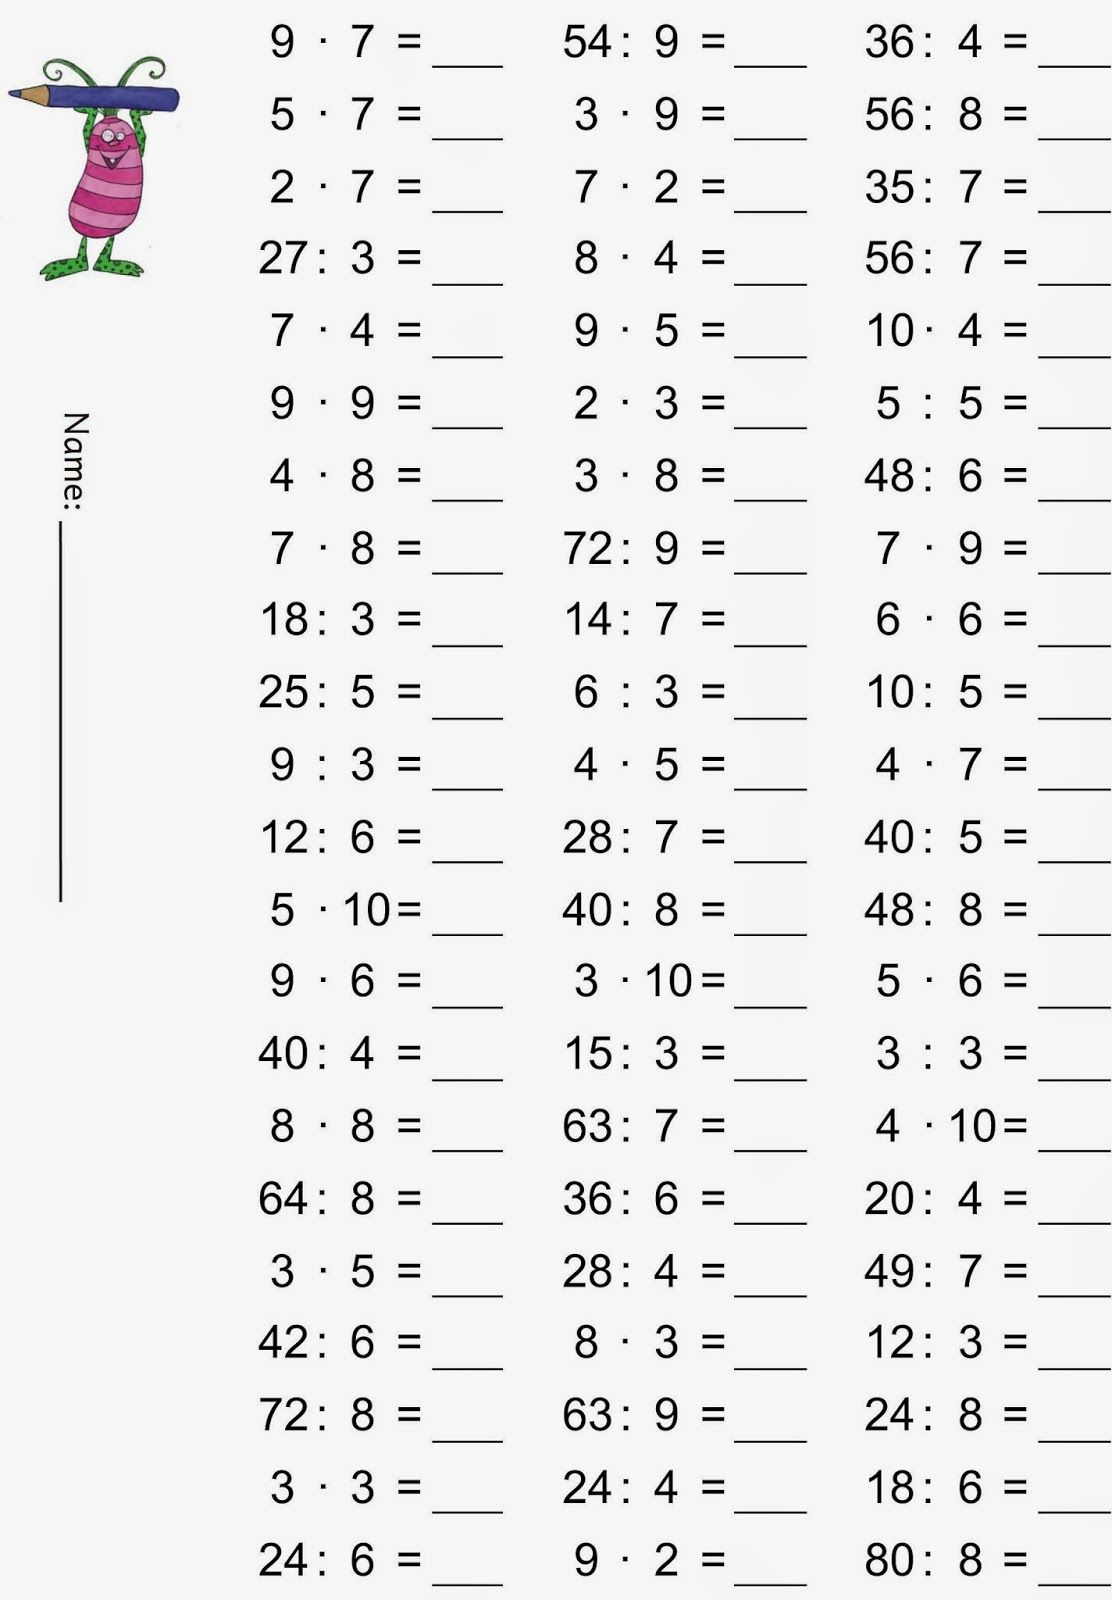 9 · 7 = ___ 54 : 9 = ___ 36 : 4 = ___
5 · 7 = ___ 3 · 9 = ___ 56 : 8 = ___
2 · 7 = ___ 7 · 2 = ___ 35 : 7 = ___
27 : 3 = ___ 8 · 4 = ___ 56 : 7 = ___
7 · 4 = ___ 9 · 5 = ___ 10 · 4 = ___
9 · 9 = ___ 2 · 3 = ___ 5 : 5 = ___
4 · 8 = ___ 3 · 8 = ___ 48 : 6 = ___
7 · 8 = ___ 72 : 9 = ___ 7 · 9 = ___
18 : 3 = ___ 14 : 7 = ___ 6 · 6 = ___
25 : 5 = ___ 6 : 3 = ___ 10 : 5 = ___
9 : 3 = ___ 4 · 5 = ___ 4 · 7 = ___
12 : 6 = ___ 28 : 7 = ___ 40 : 5 = ___
5 · 10 = ___ 40 : 8 = ___ 48 : 8 = ___
9 · 6 = ___ 3 · 10 = ___ 5 · 6 = ___
40 : 4 = ___ 15 : 3 = ___ 3 : 3 = ___
8 · 8 = ___ 63 : 7 = ___ 4 · 10 = ___
64 : 8 = ___ 36 : 6 = ___ 20 : 4 = ___
3 · 5 = ___ 28 : 4 = ___ 49 : 7 = ___
42 : 6 = ___ 8 · 3 = ___ 12 : 3 = ___
72 : 8 = ___ 63 : 9 = ___ 24 : 8 = ___
3 · 3 = ___ 24 : 4 = ___ 18 : 6 = ___
24 : 6 = ___ 9 · 2 = ___ 80 : 8 = ___
Name: ___